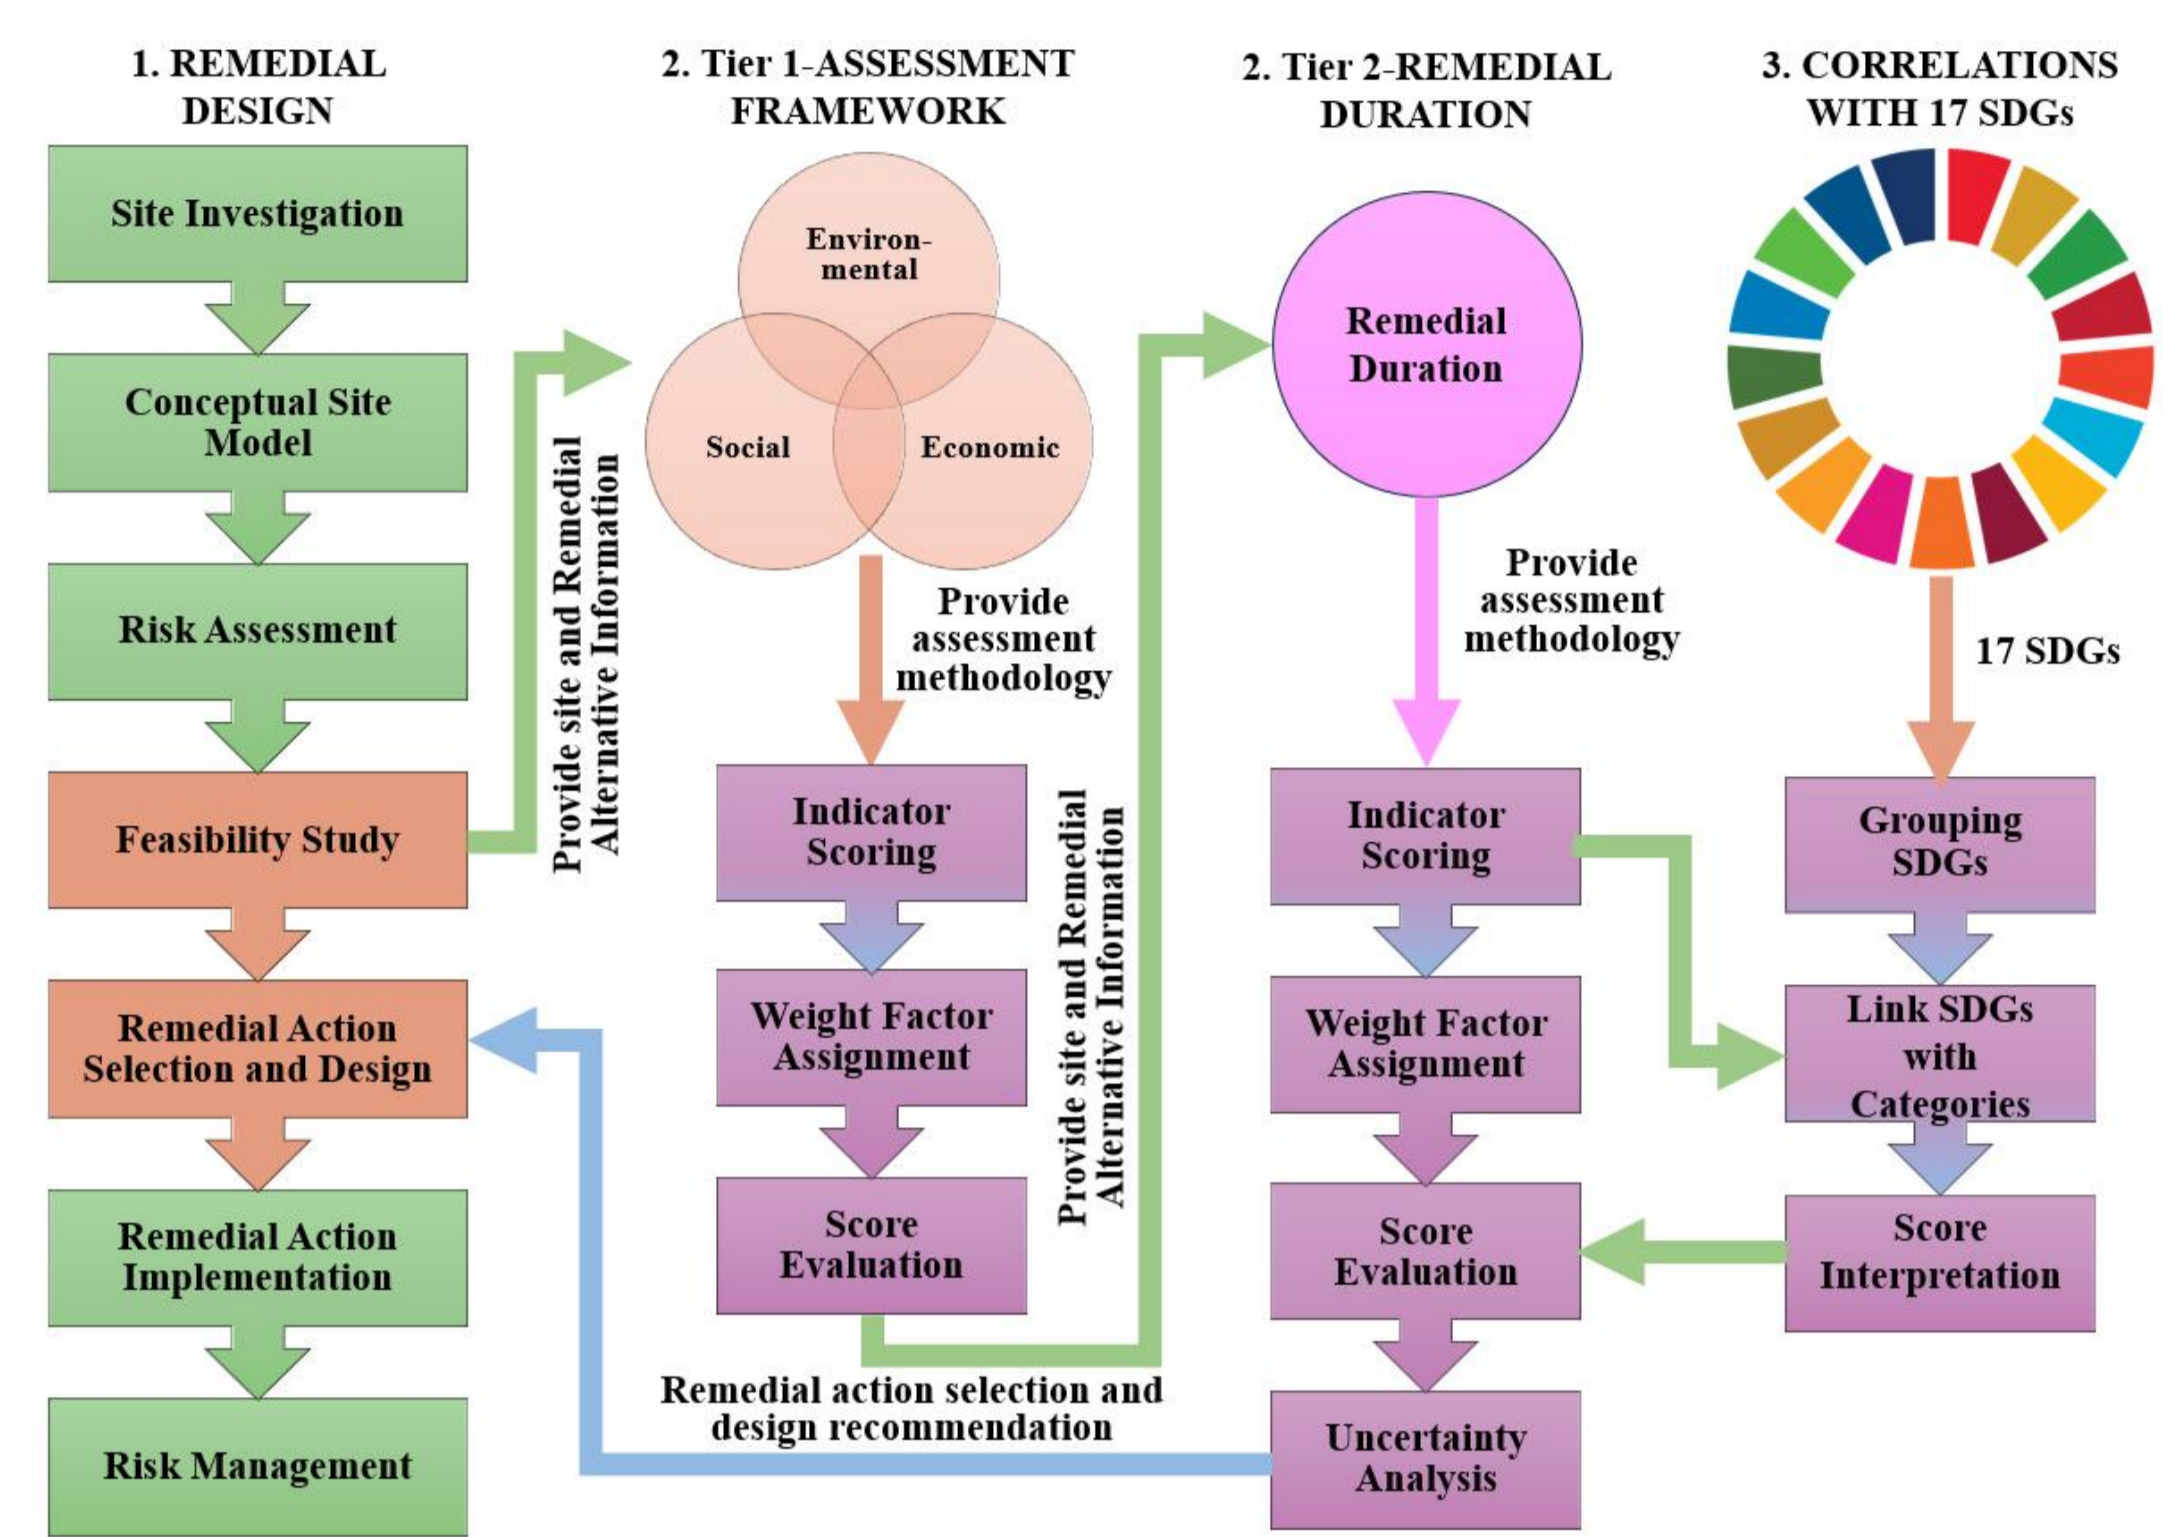 1. REMEDIAL
DESIGN
Site Investigation
Conceptual Site
Model
Risk Assessment
Feasibility Study
Remedial Action
Selection and Design
Remedial Action
Implementation
Risk Management
Provide site and Remedial
Alternative Information
2. Tier 1-ASSESSMENT
FRAMEWORK
Environ-
mental
Social
Economic
Provide
assessment
methodology
Indicator
Scoring
Weight Factor
Assignment
Score
Evaluation
Provide site and Remedial
Alternative Information
Remedial action selection and
design recommendation
2. Tier 2-REMEDIAL
DURATION
Remedial
Duration
Provide
assessment
methodology
Indicator
Scoring
Weight Factor
Assignment
Score
Evaluation
Uncertainty
Analysis
3. CORRELATIONS
WITH 17 SDGs
17 SDGs
Grouping
SDGs
Link SDGs
with
Categories
Score
Interpretation